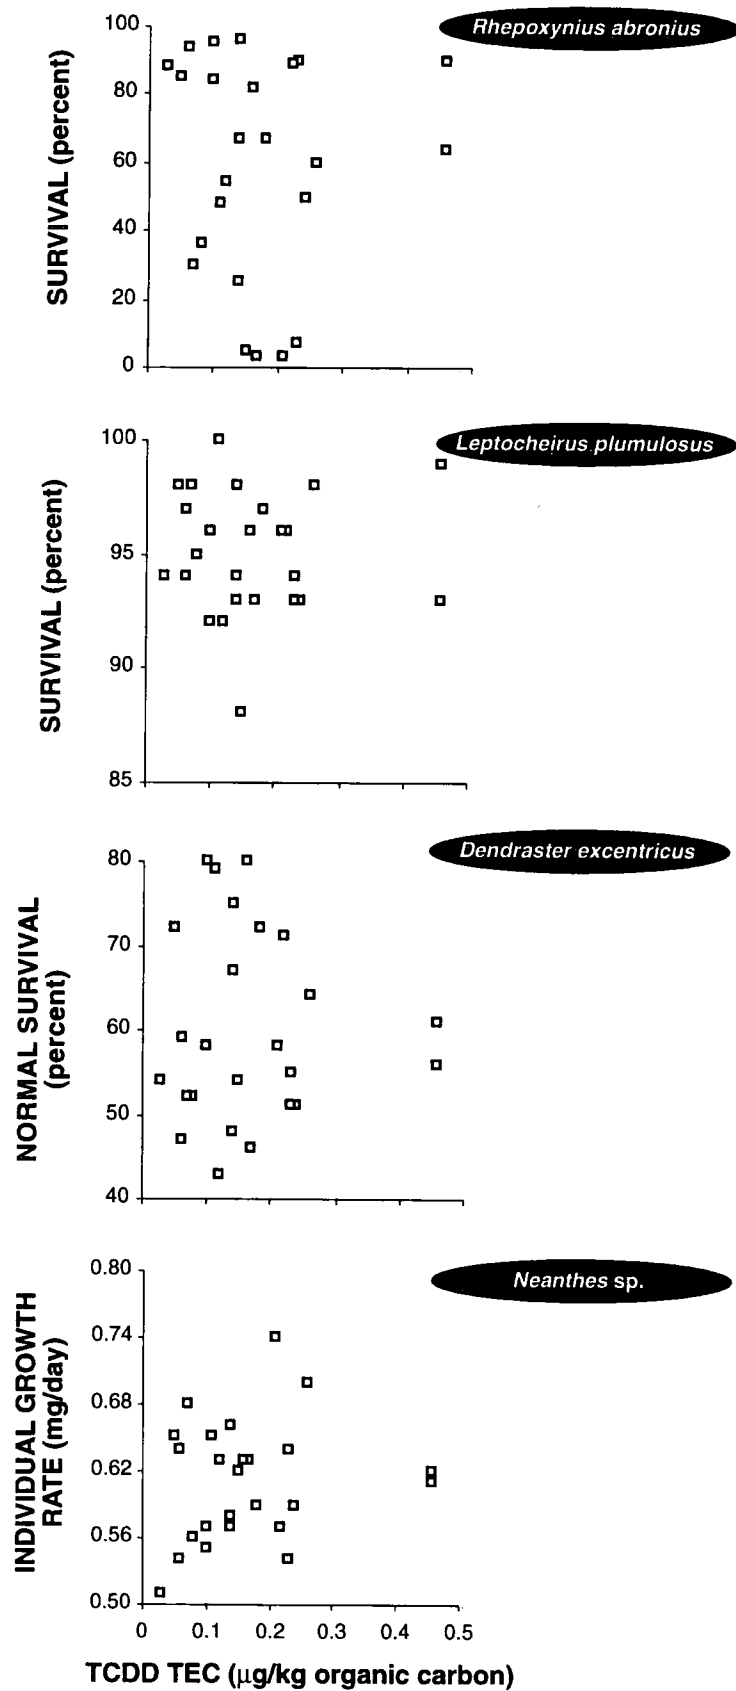 Rhepoxynius abronius
SURVIVAL (percent)
100
80
60
40
20
0
Leptocheirus plumulosus
SURVIVAL (percent)
100
95
90
85
Dendraster excentricus
NORMAL SURVIVAL
(percent)
80
70
60
50
40
Neanthes sp.
INDIVIDUAL GROWTH
RATE (mg/day)
0.80
0.74
0.68
0.62
0.56
0.50
0 0.1 0.2 0.3 0.4 0.5
TCDD TEC (µg/kg organic carbon)